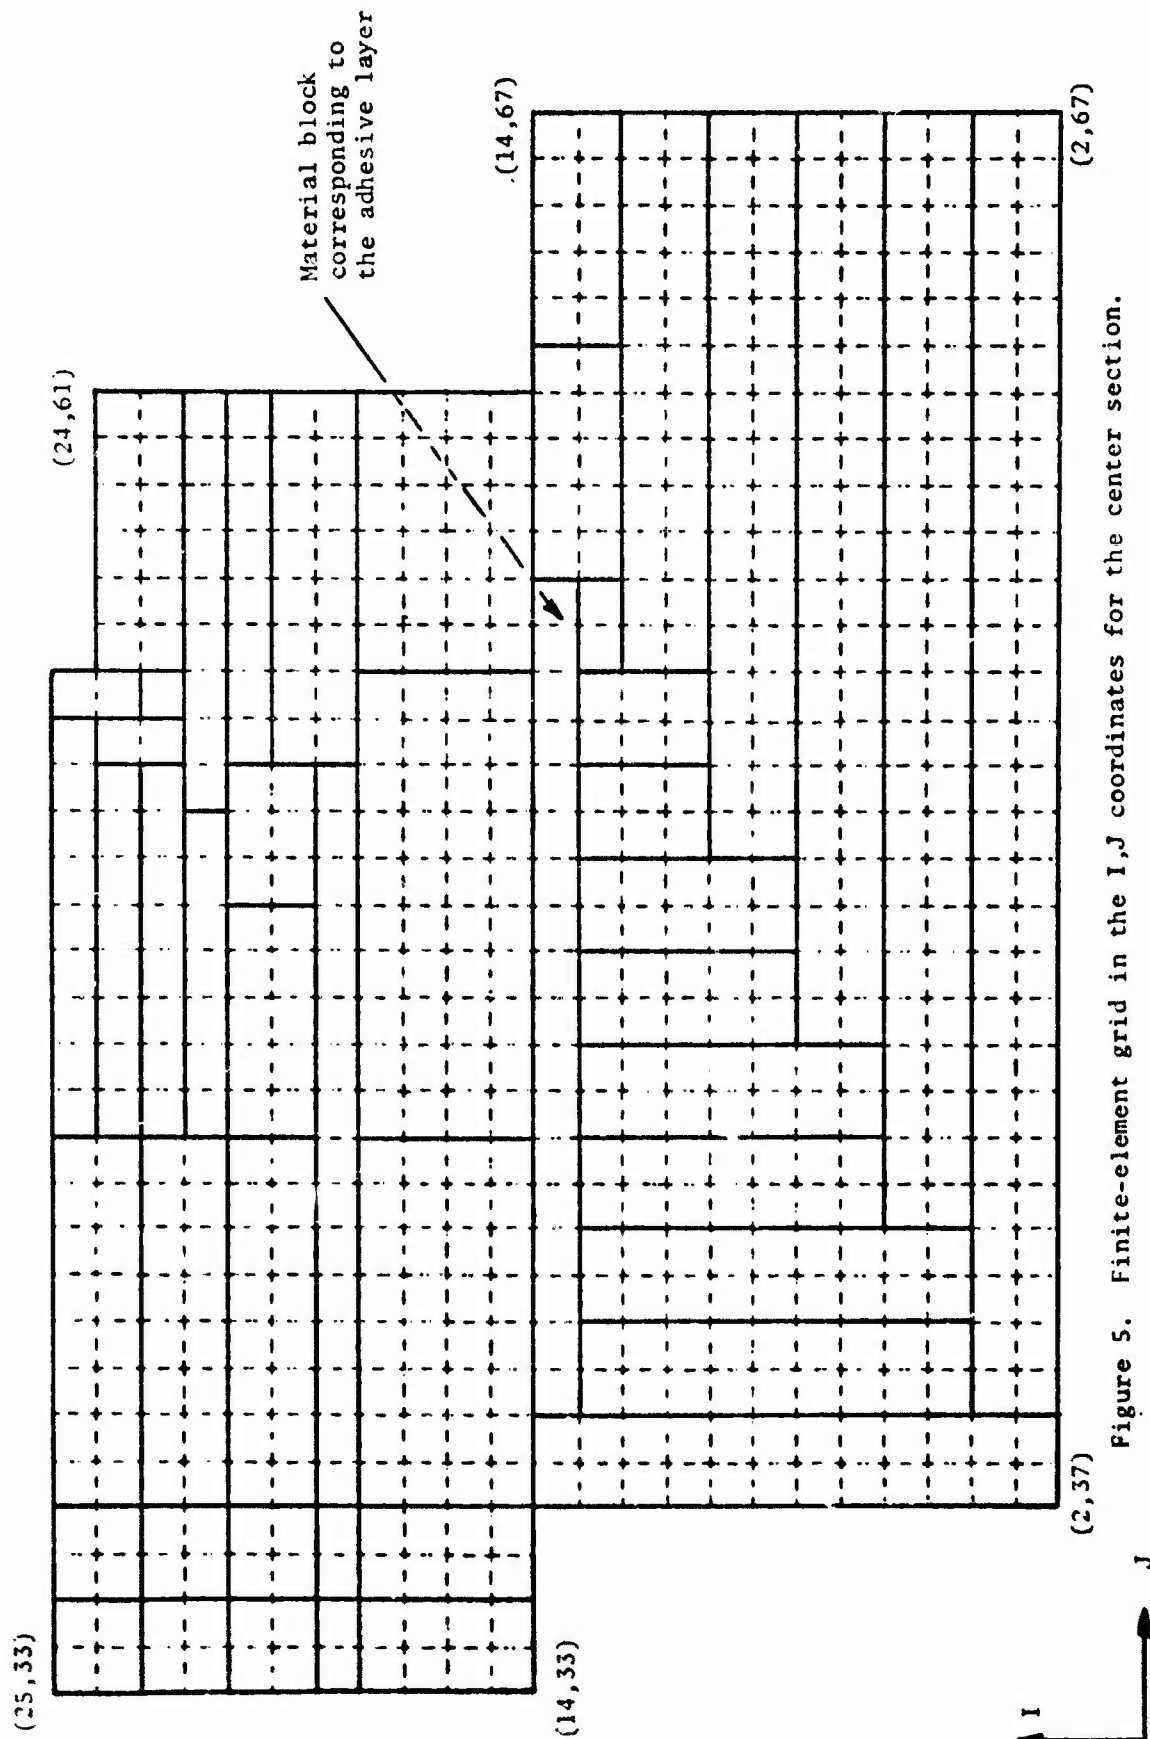 (25,33)
(24,61)
Material block
corresponding to
the adhesive layer
.(14,67)
(14,33)
(2,37)
(2,67)
I
J
Figure 5. Finite-element grid in the I,J coordinates for the center section.